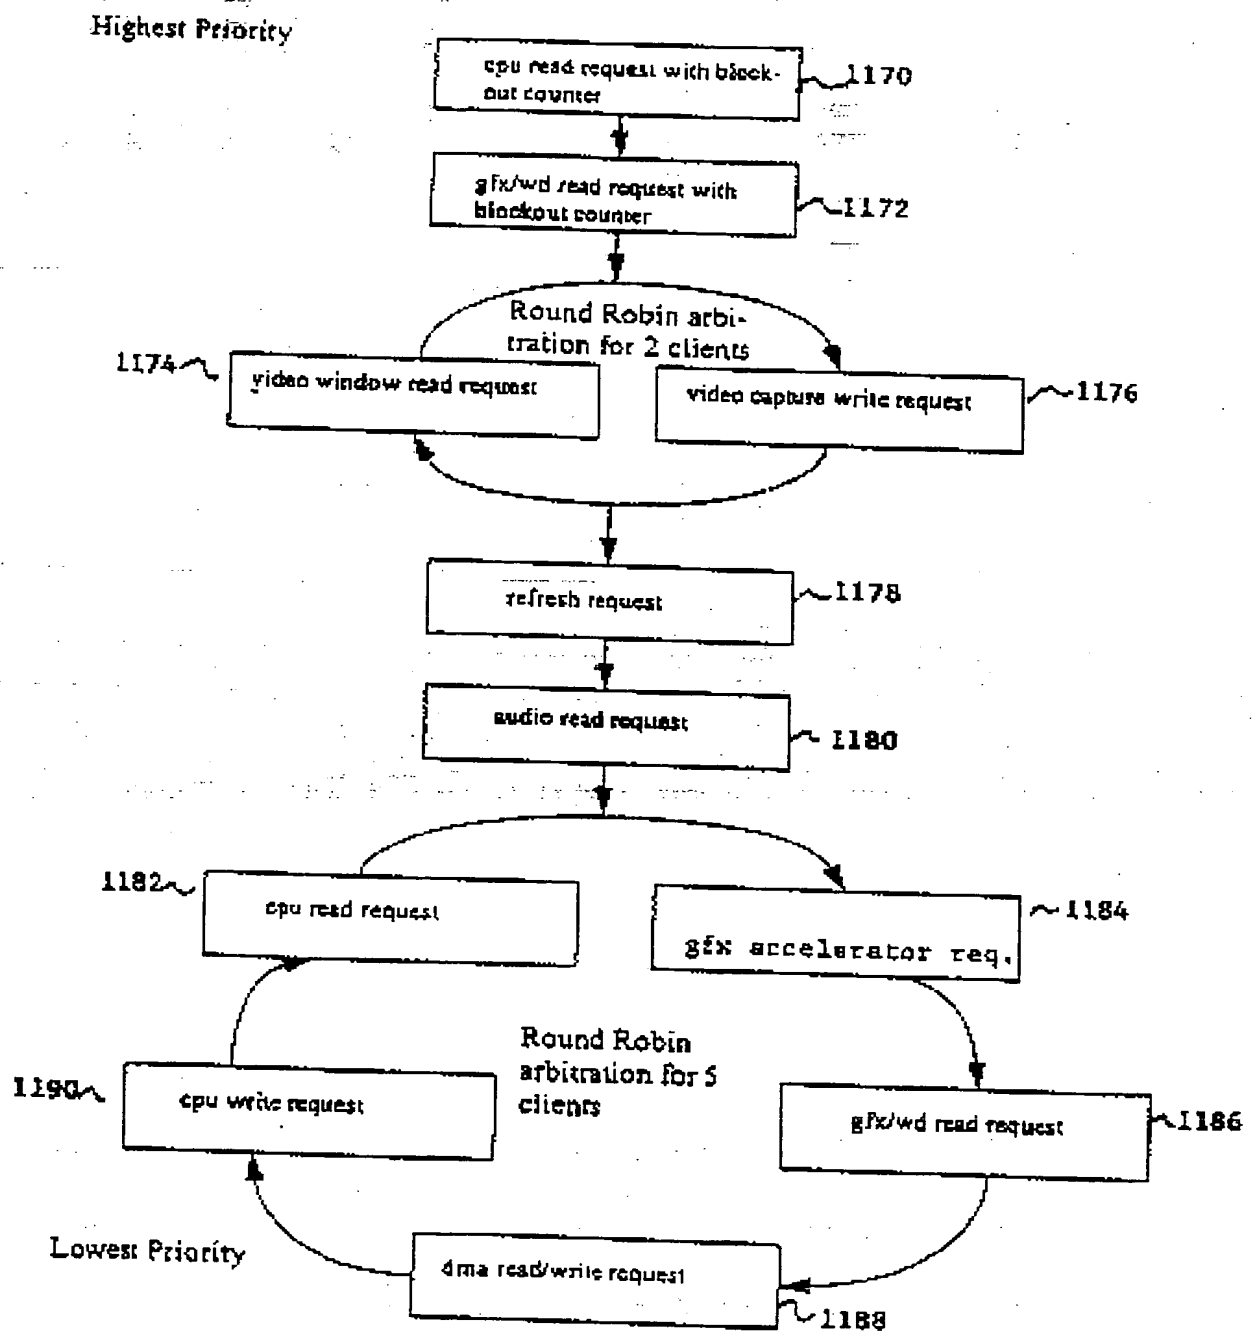 Highest Priority
cpu read request with block-
out counter
1170
gfx/wd read request with
blockout counter
1172
Round Robin arbi-
tration for 2 clients
1174
video window read request
video capture write request
1176
refresh request
1178
audio read request
1180
1182
cpu read request
1184
gfx accelerator req.
Round Robin
arbitration for 5
clients
1190
cpu write request
gfx/wd read request
1186
Lowest Priority
dma read/write request
1188